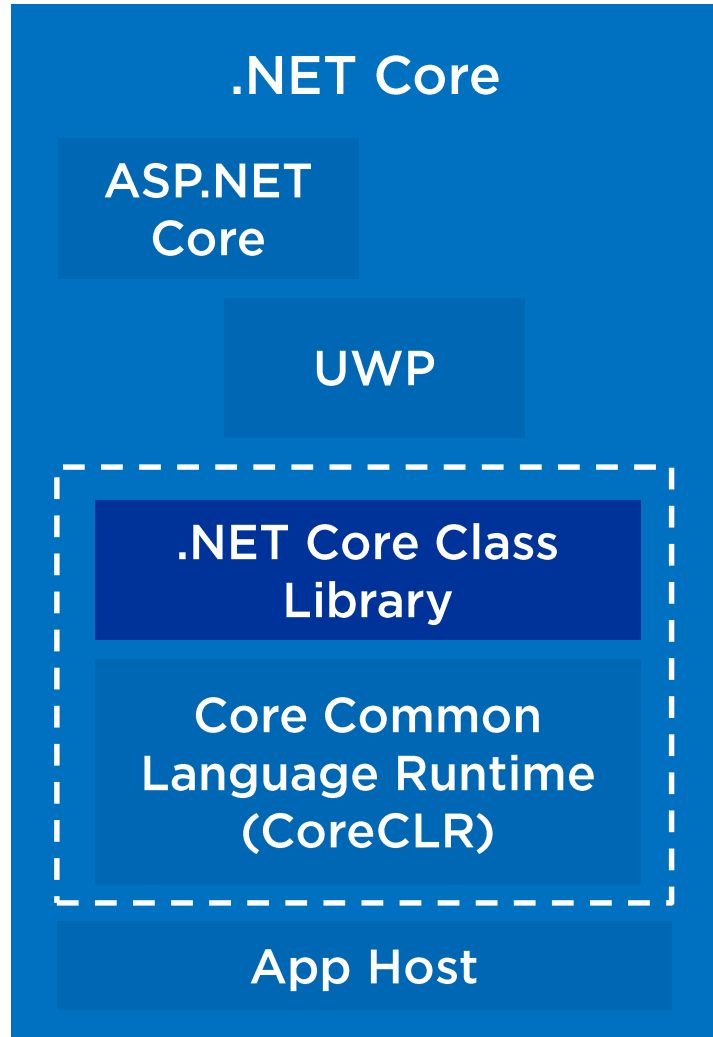 .NET Core
ASP.NET
Core
UWP
.NET Core Class
Library
Core Common
Language Runtime
(CoreCLR)
App Host